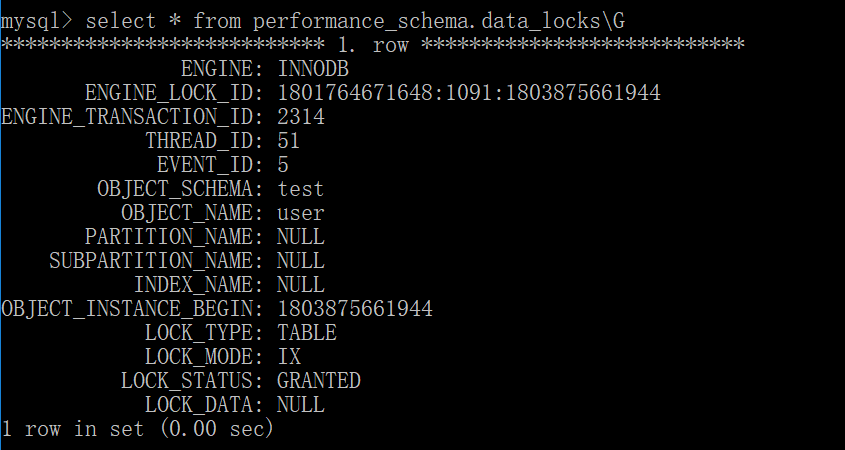 mysql> select * from performance_schema.data_locks\G
*************************** 1. row ***************************
ENGINE: INNODB
ENGINE_LOCK_ID: 1801764671648:1091:1803875661944
ENGINE_TRANSACTION_ID: 2314
THREAD_ID: 51
EVENT_ID: 5
OBJECT_SCHEMA: test
OBJECT_NAME: user
PARTITION_NAME: NULL
SUBPARTITION_NAME: NULL
INDEX_NAME: NULL
OBJECT_INSTANCE_BEGIN: 1803875661944
LOCK_TYPE: TABLE
LOCK_MODE: IX
LOCK_STATUS: GRANTED
LOCK_DATA: NULL
1 row in set (0.00 sec)